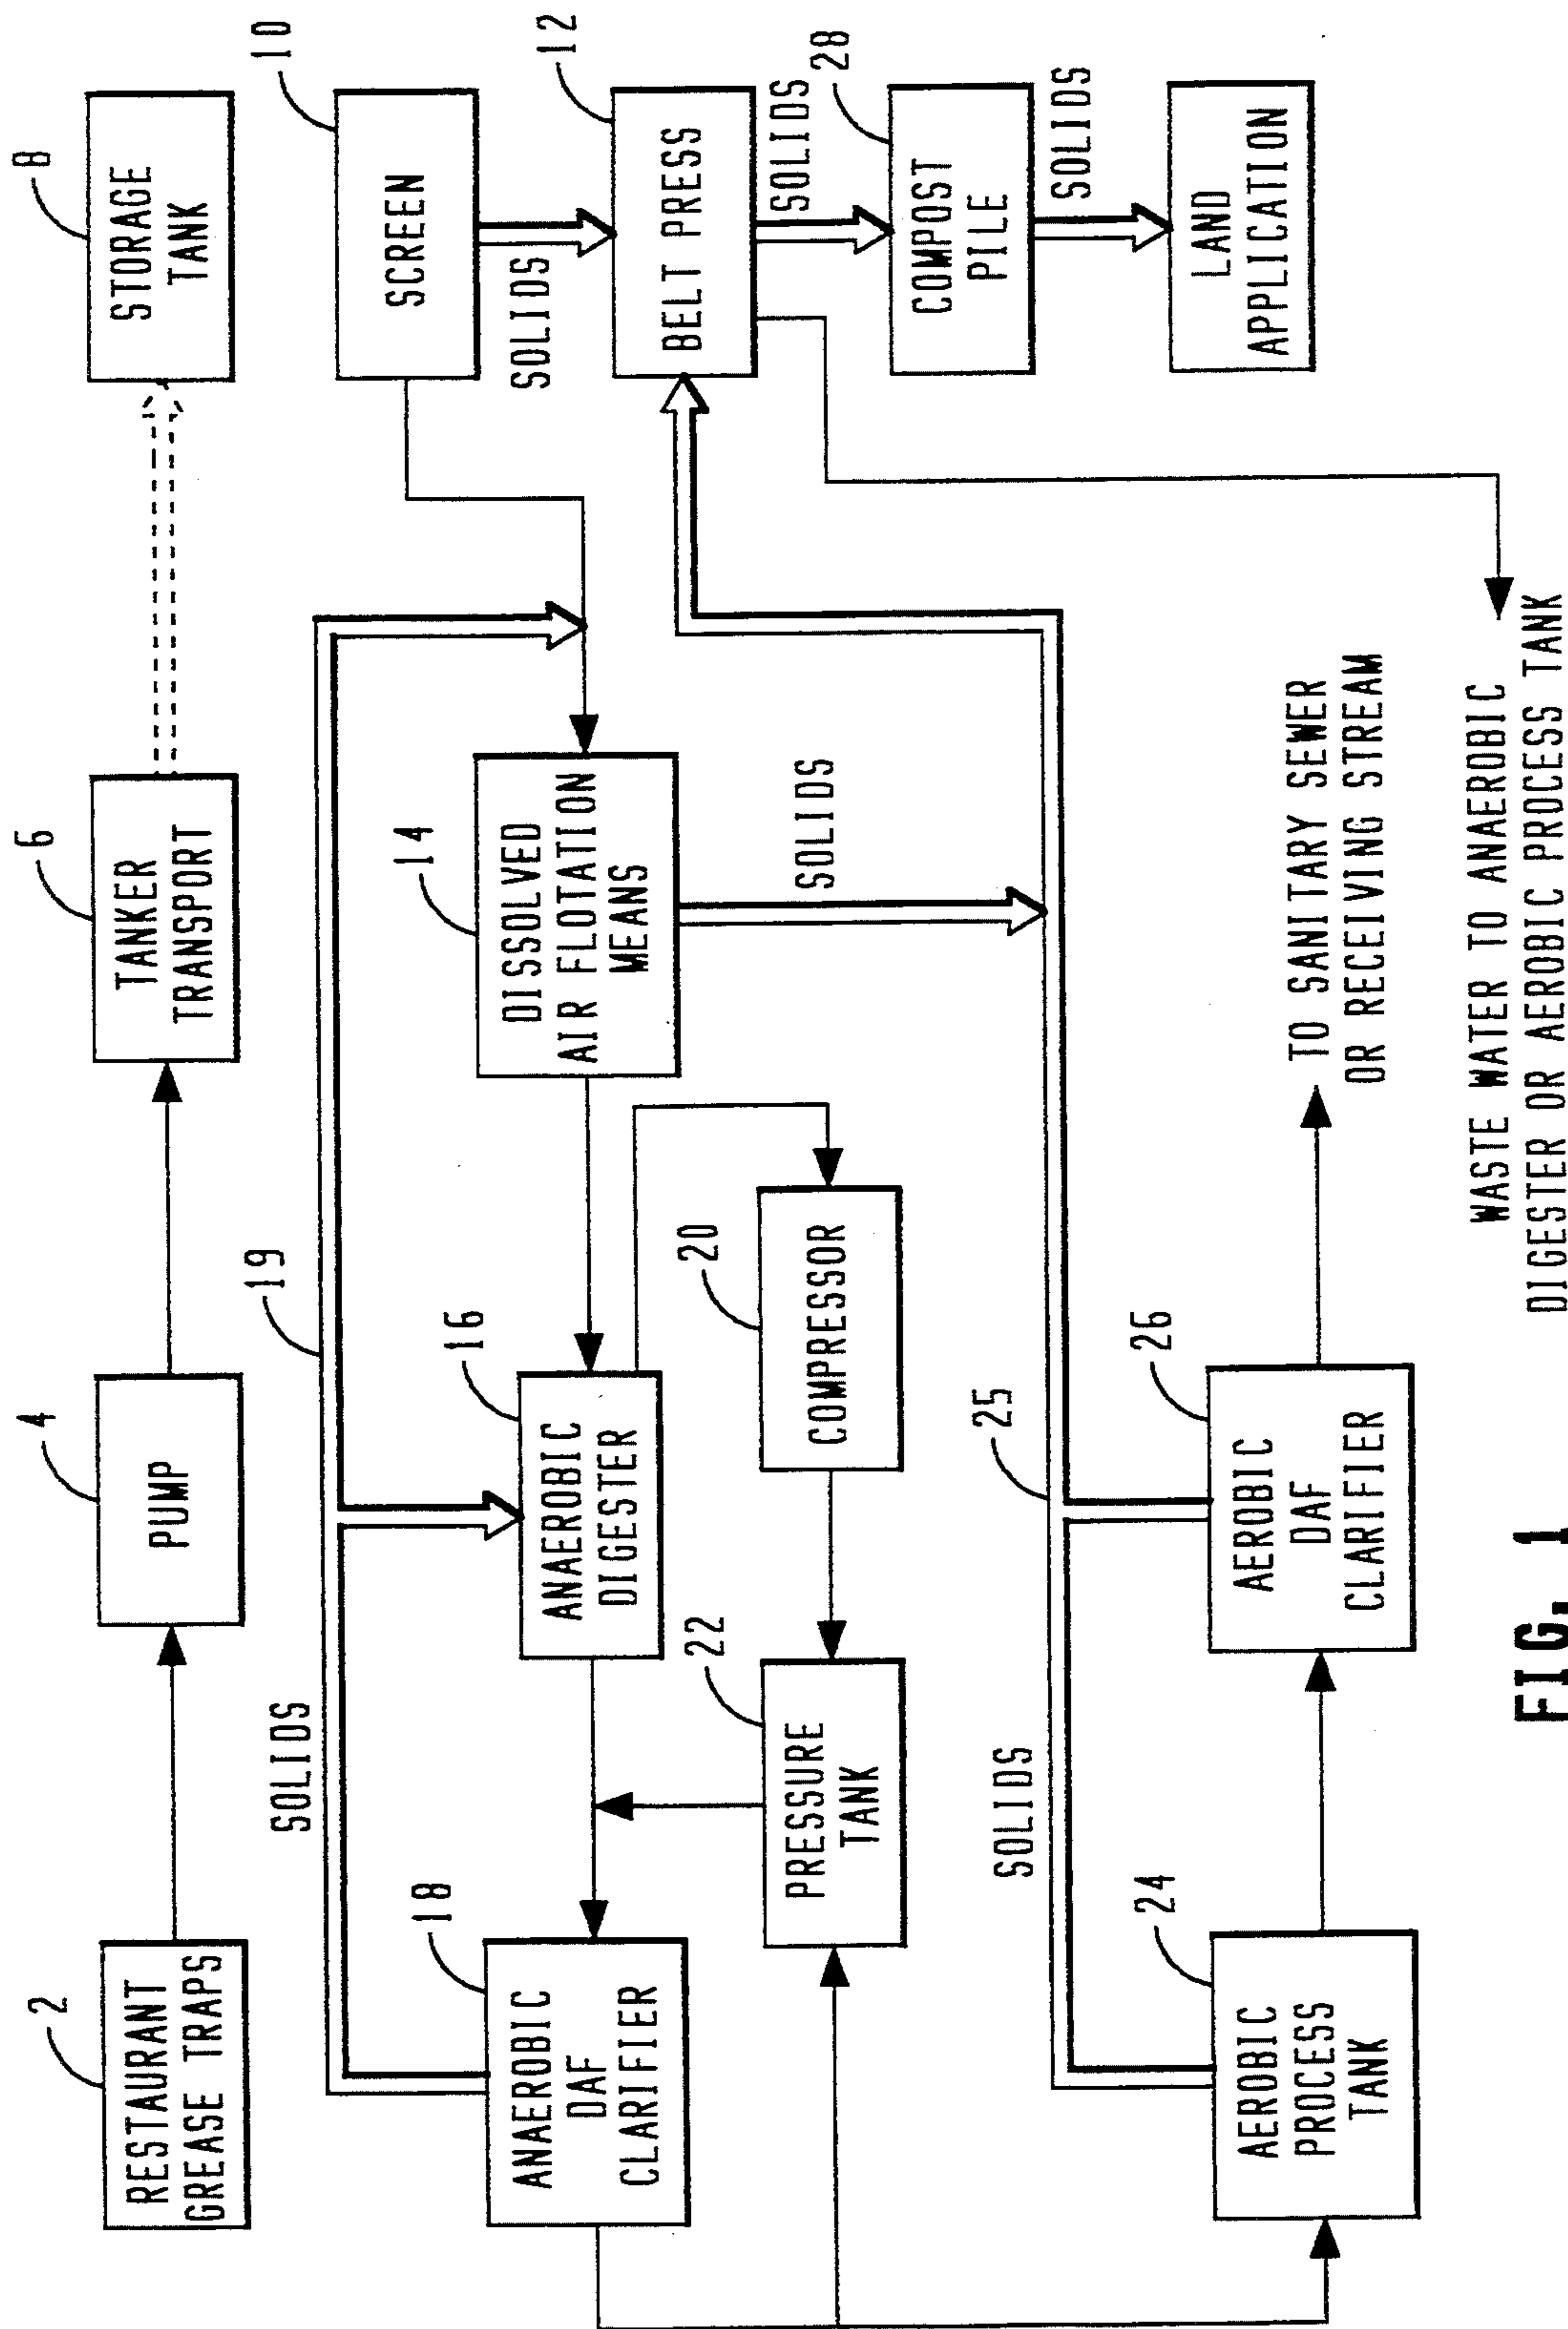 2
RESTAURANT
GREASE TRAPS
4
PUMP
6
TANKER
TRANSPORT
8
STORAGE
TANK
10
SCREEN
SOLIDS
12
BELT PRESS
SOLIDS
28
COMPOST
PILE
SOLIDS
LAND
APPLICATION
SOLIDS
19
18
ANAEROBIC
DAF
CLARIFIER
16
ANAEROBIC
DIGESTER
14
DISSOLVED
AIR FLOTATION
MEANS
SOLIDS
22
PRESSURE
TANK
20
COMPRESSOR
SOLIDS
25
24
AEROBIC
PROCESS
TANK
26
AEROBIC
DAF
CLARIFIER
TO SANITARY SEWER
OR RECEIVING STREAM
WASTE WATER TO ANAEROBIC
DIGESTER OR AEROBIC PROCESS TANK
FIG. 1